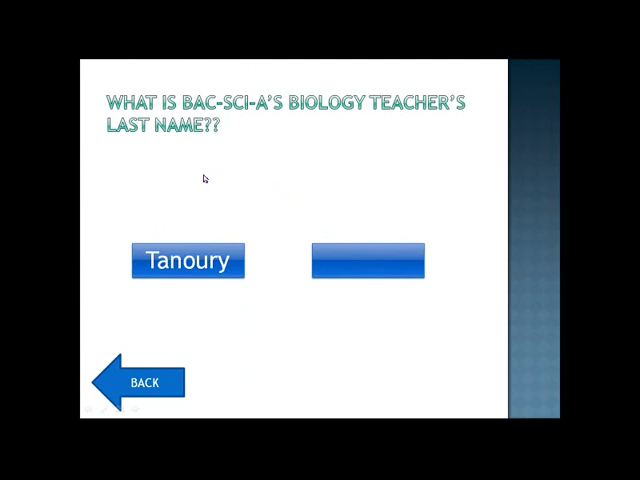 WHAT IS BAC-SCI-A'S BIOLOGY TEACHER'S
LAST NAME??
Tanoury
BACK